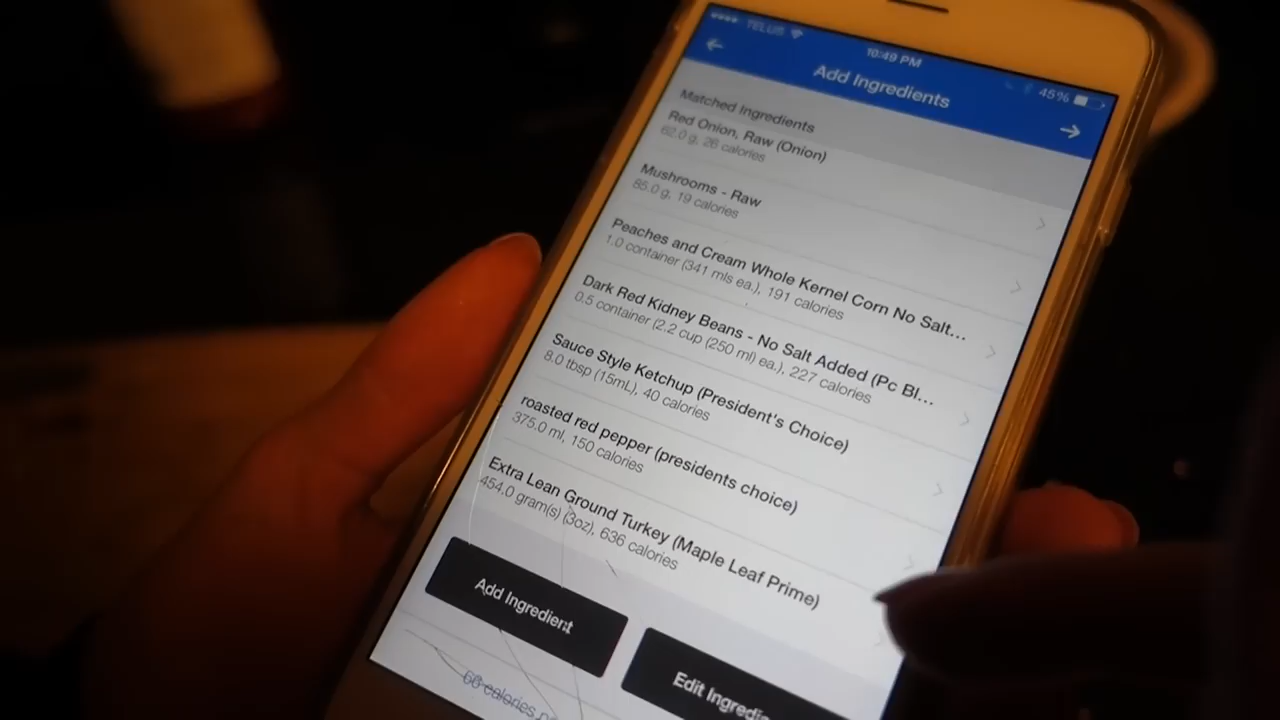 TELUS
10:49 PM
45%
Add Ingredients
Matched Ingredients
Red Onion, Raw (Onion)
62.0 g, 26 calories
Mushrooms - Raw
85.0 g, 19 calories
Peaches and Cream Whole Kernel Corn No Salt...
1.0 container (341 mls ea.), 191 calories
Dark Red Kidney Beans - No Salt Added (Pc Bl...
0.5 container (2.2 cup (250 ml) ea.), 227 calories
Sauce Style Ketchup (President's Choice)
8.0 tbsp (15mL), 40 calories
roasted red pepper (presidents choice)
375.0 ml, 150 calories
Extra Lean Ground Turkey (Maple Leaf Prime)
454.0 gram(s) (3oz), 636 calories
Add Ingredient
Edit Ingredie
calories